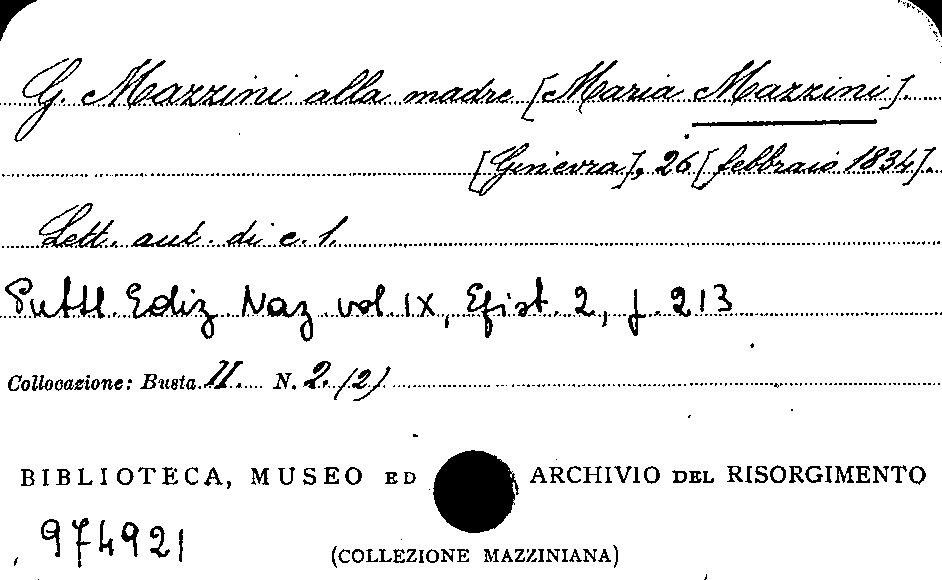 G. Mazzini alla madre [Maria Mazzini].
[Ginevra], 26 [febbraio 1834].
Lett. aut. di c. 1.
Pubbl. Ediz Naz vol. IX, Epist. 2, p. 213
Collocazione: Busta II. N. 2. (2)
BIBLIOTECA, MUSEO ED ARCHIVIO DEL RISORGIMENTO
974921
(COLLEZIONE MAZZINIANA)